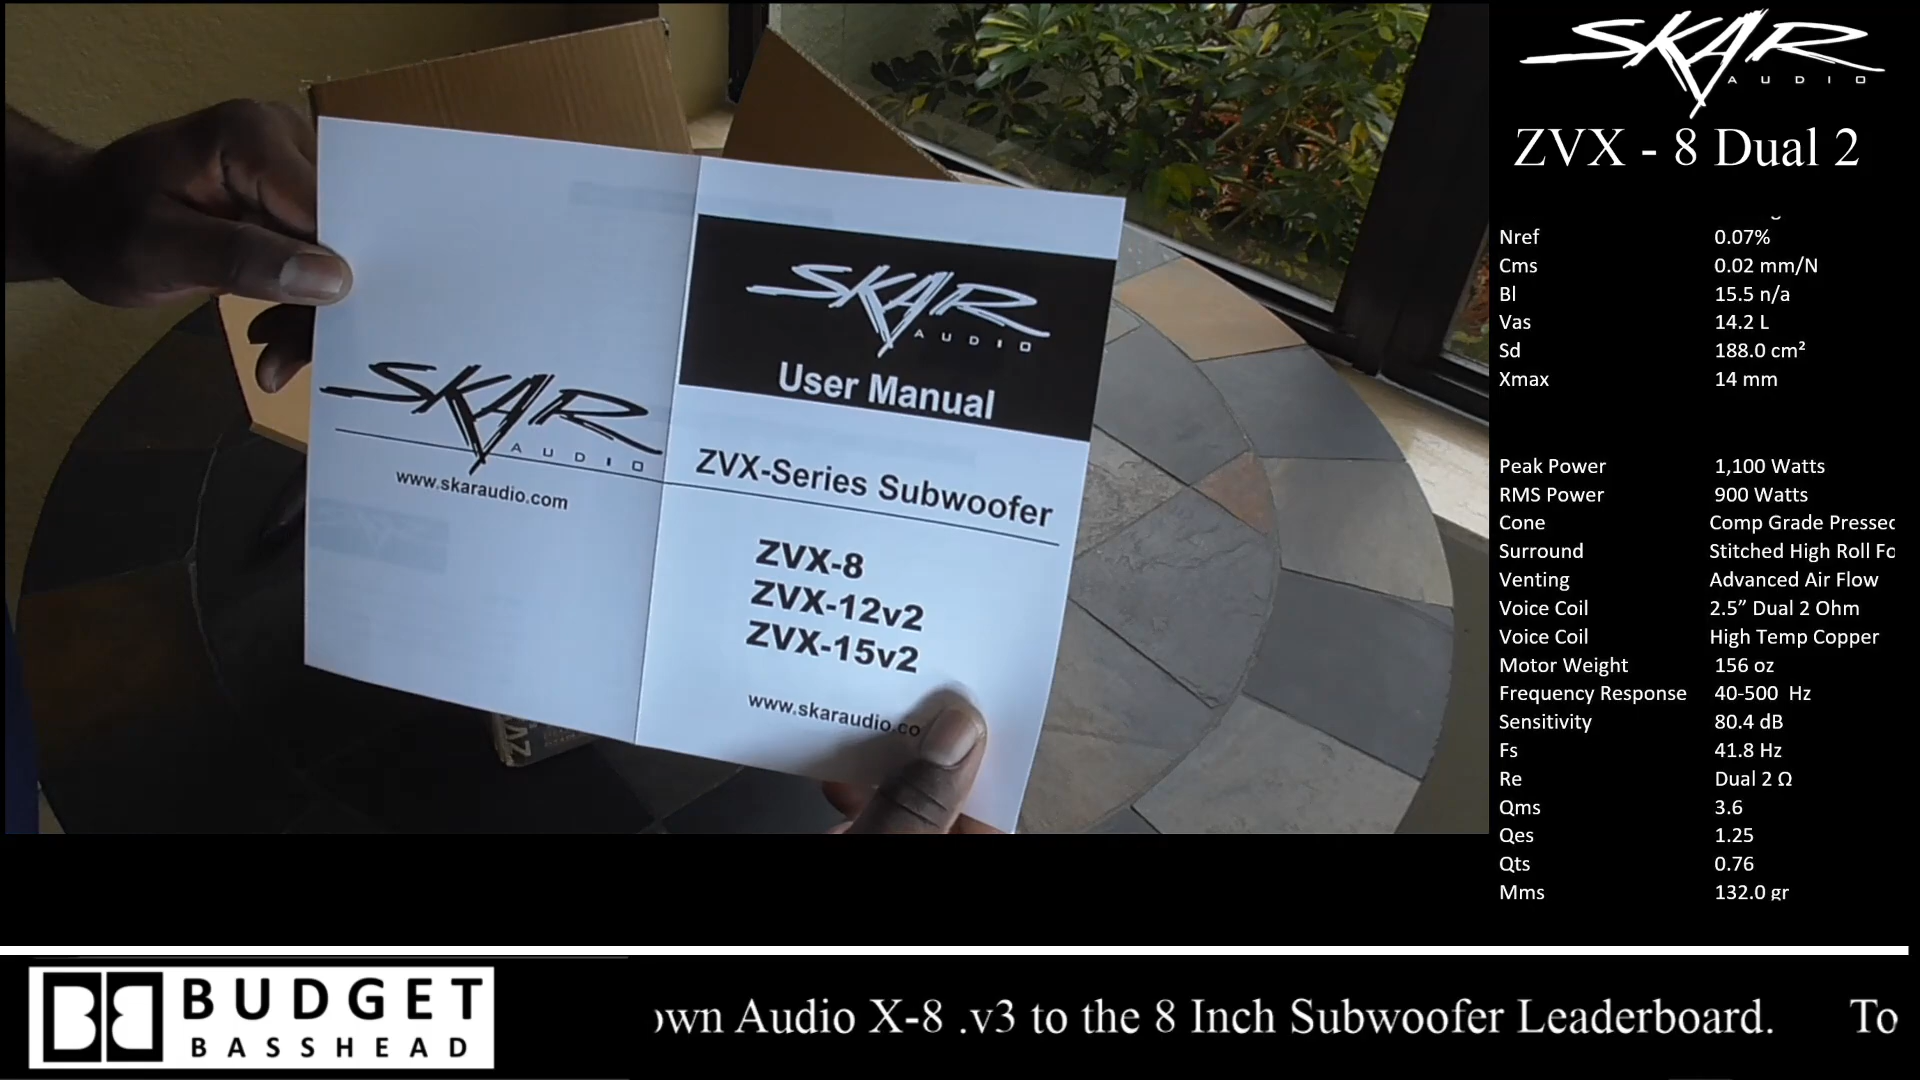 SKAR
AUDIO
www.skaraudio.com
SKAR
AUDIO
User Manual
ZVX-Series Subwoofer
ZVX-8
ZVX-12v2
ZVX-15v2
www.skaraudio.co
SKAR
AUDIO
ZVX - 8 Dual 2
Nref 0.07%
Cms 0.02 mm/N
Bl 15.5 n/a
Vas 14.2 L
Sd 188.0 cm²
Xmax 14 mm
Peak Power 1,100 Watts
RMS Power 900 Watts
Cone Comp Grade Pressed
Surround Stitched High Roll Fo
Venting Advanced Air Flow
Voice Coil 2.5” Dual 2 Ohm
Voice Coil High Temp Copper
Motor Weight 156 oz
Frequency Response 40-500 Hz
Sensitivity 80.4 dB
Fs 41.8 Hz
Re Dual 2 Ω
Qms 3.6
Qes 1.25
Qts 0.76
Mms 132.0 gr
BUDGET
BASSHEAD
own Audio X-8 .v3 to the 8 Inch Subwoofer Leaderboard. To